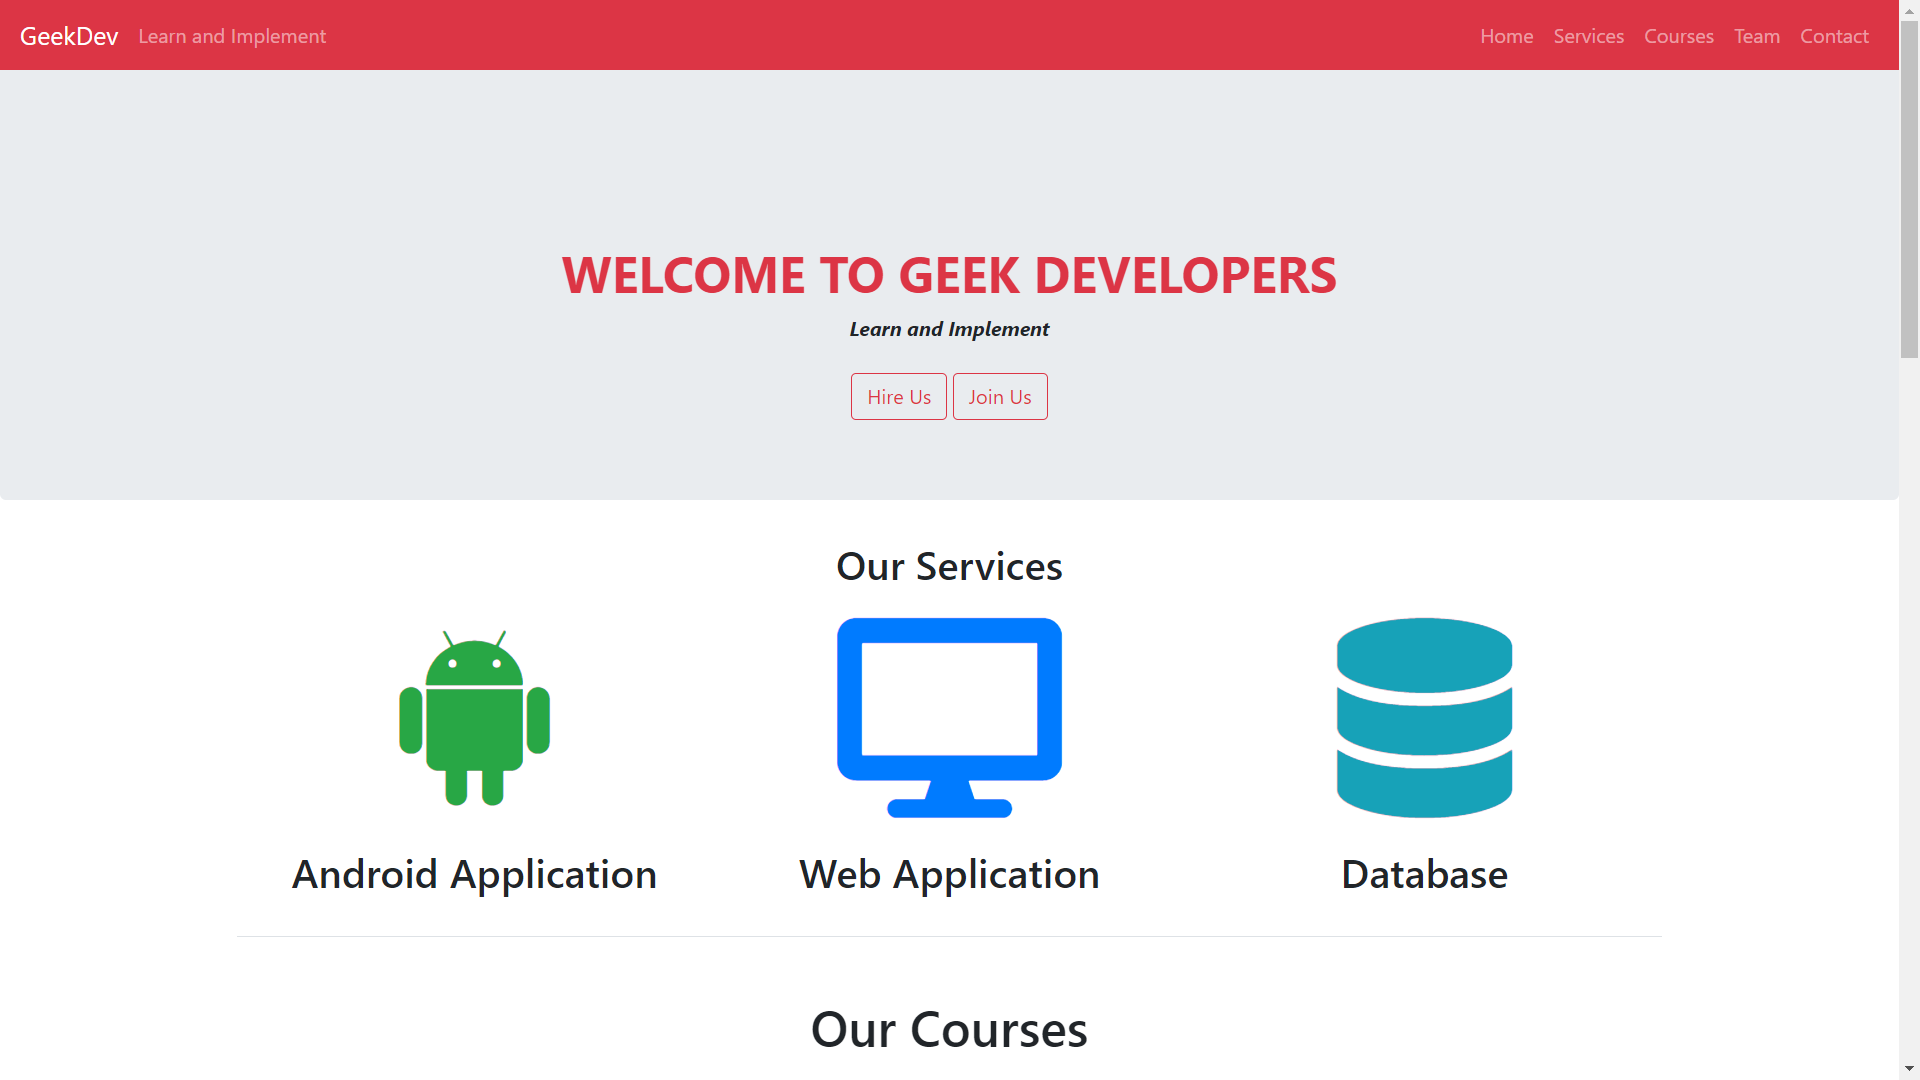 GeekDev Learn and Implement Home Services Courses Team Contact
WELCOME TO GEEK DEVELOPERS
Learn and Implement
Hire Us Join Us
Our Services
Android Application Web Application Database
Our Courses